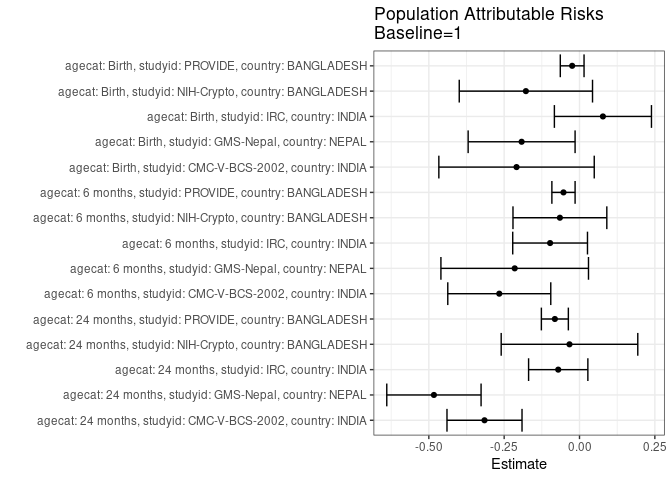 Population Attributable Risks
Baseline=1
agecat: Birth, studyid: PROVIDE, country: BANGLADESH
agecat: Birth, studyid: NIH-Crypto, country: BANGLADESH
agecat: Birth, studyid: IRC, country: INDIA
agecat: Birth, studyid: GMS-Nepal, country: NEPAL
agecat: Birth, studyid: CMC-V-BCS-2002, country: INDIA
agecat: 6 months, studyid: PROVIDE, country: BANGLADESH
agecat: 6 months, studyid: NIH-Crypto, country: BANGLADESH
agecat: 6 months, studyid: IRC, country: INDIA
agecat: 6 months, studyid: GMS-Nepal, country: NEPAL
agecat: 6 months, studyid: CMC-V-BCS-2002, country: INDIA
agecat: 24 months, studyid: PROVIDE, country: BANGLADESH
agecat: 24 months, studyid: NIH-Crypto, country: BANGLADESH
agecat: 24 months, studyid: IRC, country: INDIA
agecat: 24 months, studyid: GMS-Nepal, country: NEPAL
agecat: 24 months, studyid: CMC-V-BCS-2002, country: INDIA
-0.50 -0.25 0.00 0.25
Estimate